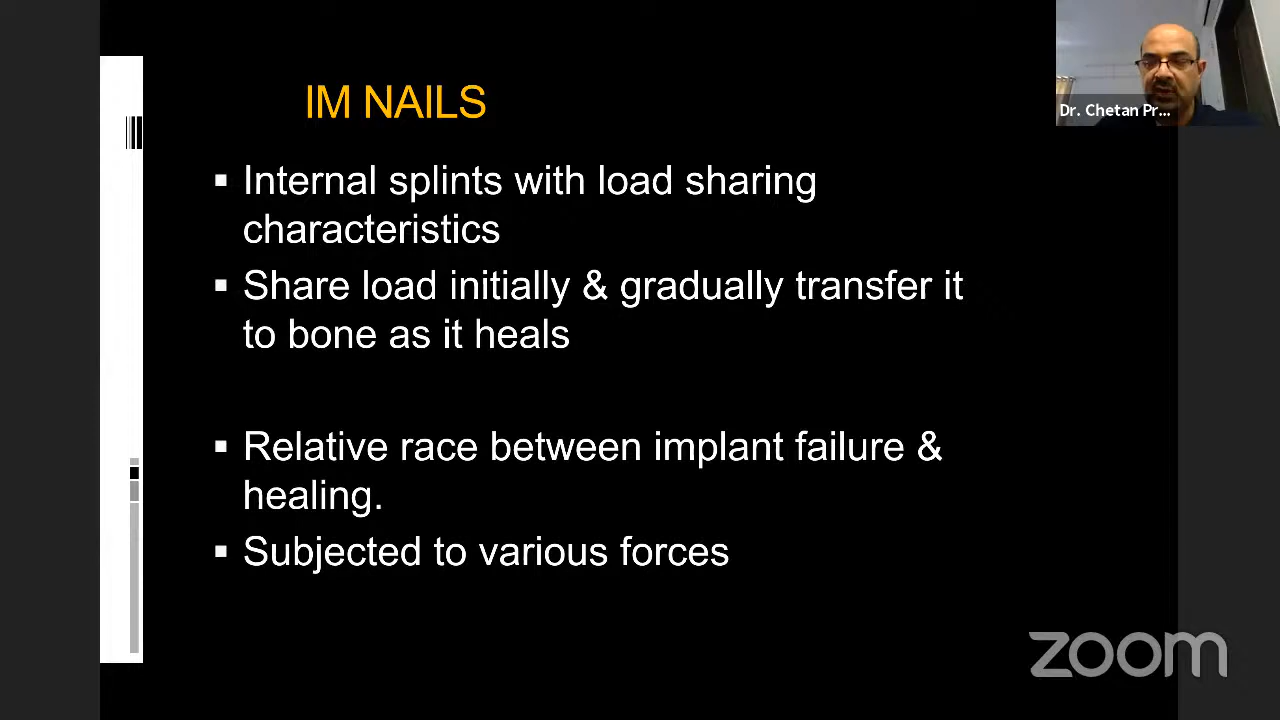 IM NAILS
Dr. Chetan Pr...
▪ Internal splints with load sharing
characteristics
▪ Share load initially & gradually transfer it
to bone as it heals
▪ Relative race between implant failure &
healing.
▪ Subjected to various forces
zoom